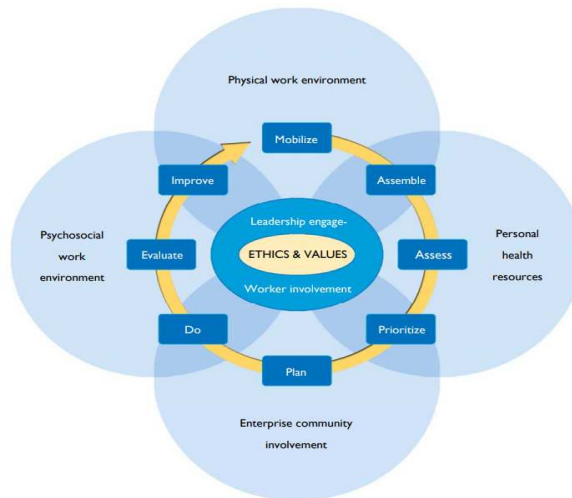 Physical work environment
Mobilize
Improve
Assemble
Leadership engage-
Psychosocial
work
environment
Evaluate
ETHICS & VALUES
Assess
Personal
health
resources
Worker involvement
Do
Prioritize
Plan
Enterprise community
involvement